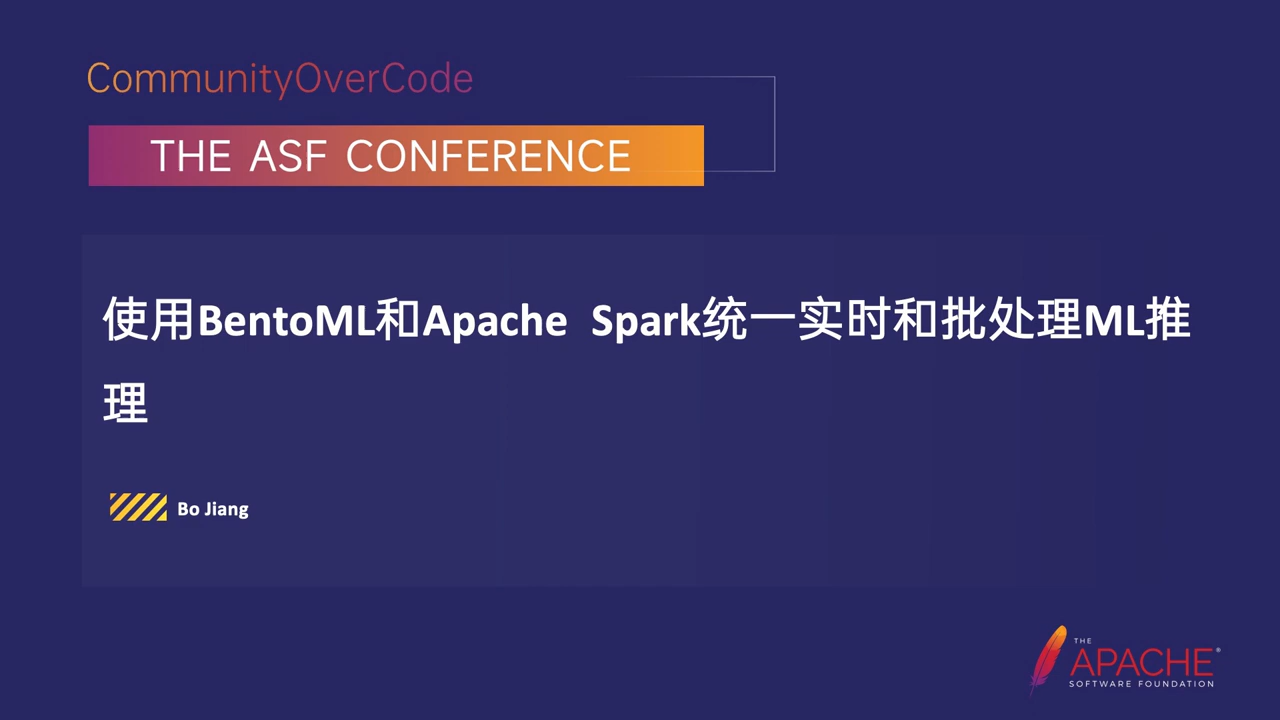 CommunityOverCode
THE ASF CONFERENCE
使用BentoML和Apache Spark统一实时和批处理ML推
理
Bo Jiang
THE
APACHE®
SOFTWARE FOUNDATION